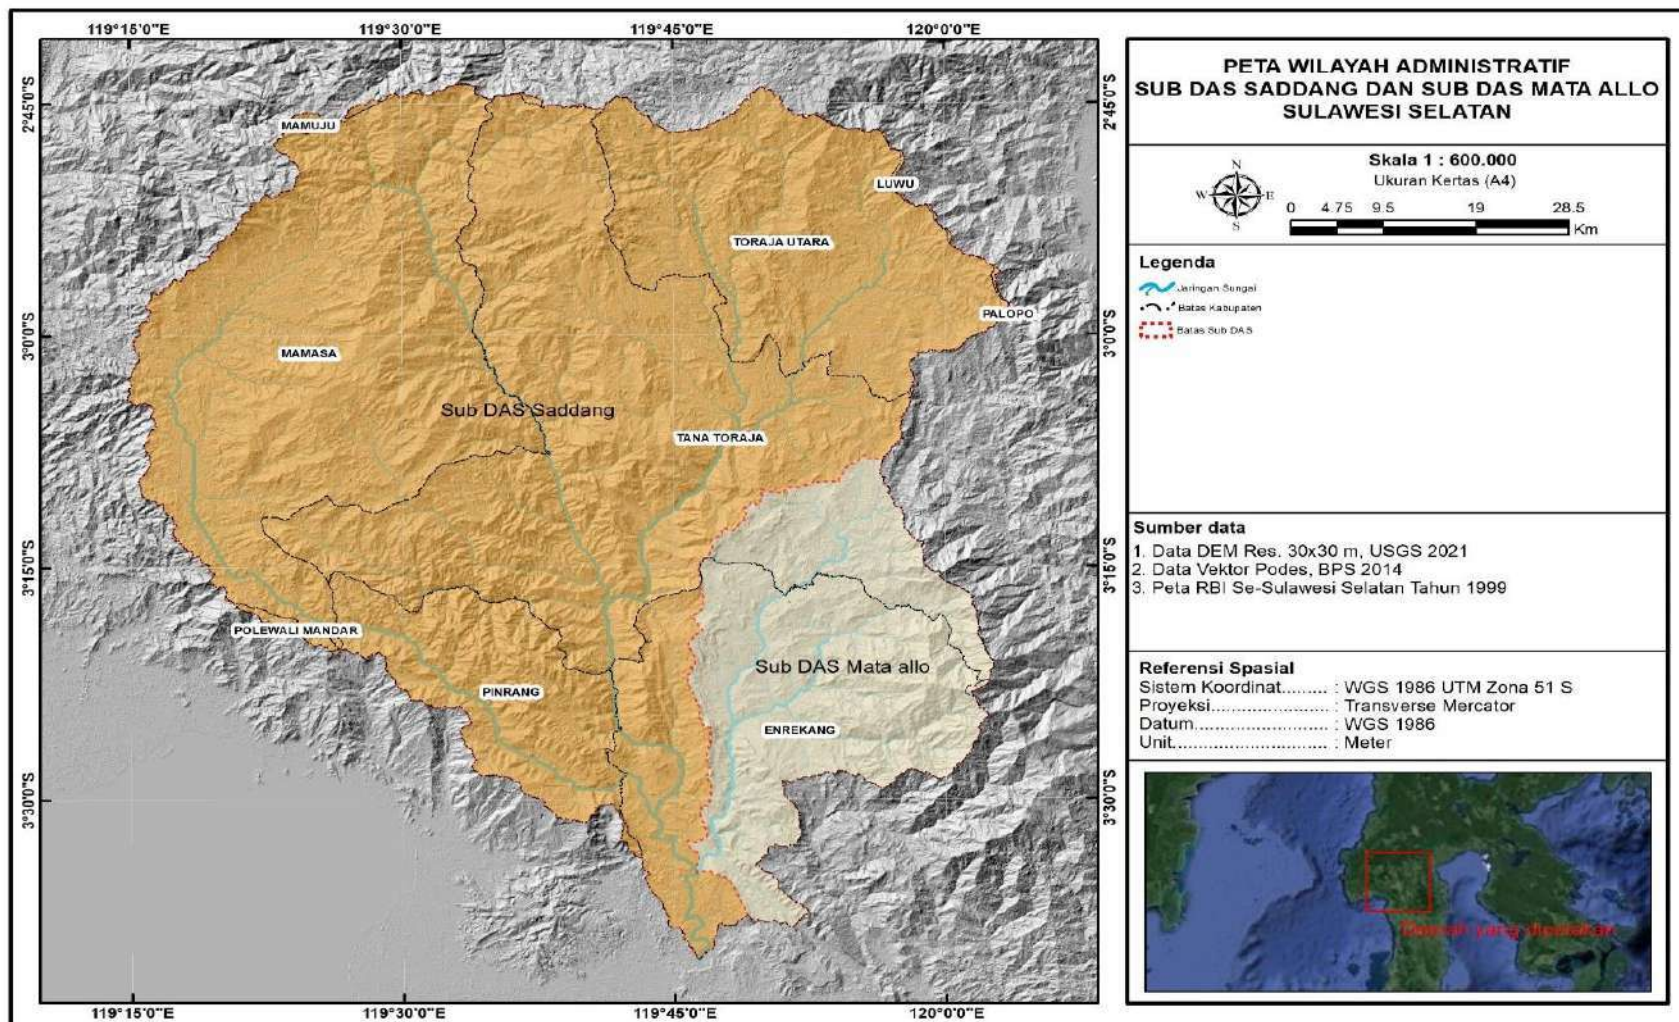 119°15'0"E 119°30'0"E 119°45'0"E 120°0'0"E
2°45'0"S
3°0'0"S
3°15'0"S
3°30'0"S
MAMUJU
LUWU
TORAJA UTARA
PALOPO
MAMASA
Sub DAS Saddang
TANA TORAJA
POLEWALI MANDAR
Sub DAS Mata allo
PINRANG
ENREKANG
2°45'0"S
3°0'0"S
3°15'0"S
3°30'0"S
119°15'0"E 119°30'0"E 119°45'0"E 120°0'0"E
PETA WILAYAH ADMINISTRATIF
SUB DAS SADDANG DAN SUB DAS MATA ALLO
SULAWESI SELATAN
Skala 1 : 600.000
Ukuran Kertas (A4)
N
W E
S
0 4.75 9.5 19 28.5
Km
Legenda
Jaringan Sungai
Batas Kabupaten
Batas Sub DAS
Sumber data
1. Data DEM Res. 30x30 m, USGS 2021
2. Data Vektor Podes, BPS 2014
3. Peta RBI Se-Sulawesi Selatan Tahun 1999
Referensi Spasial
Sistem Koordinat........ : WGS 1986 UTM Zona 51 S
Proyeksi..................... : Transverse Mercator
Datum........................ : WGS 1986
Unit............................ : Meter
Daerah yang dipetakan